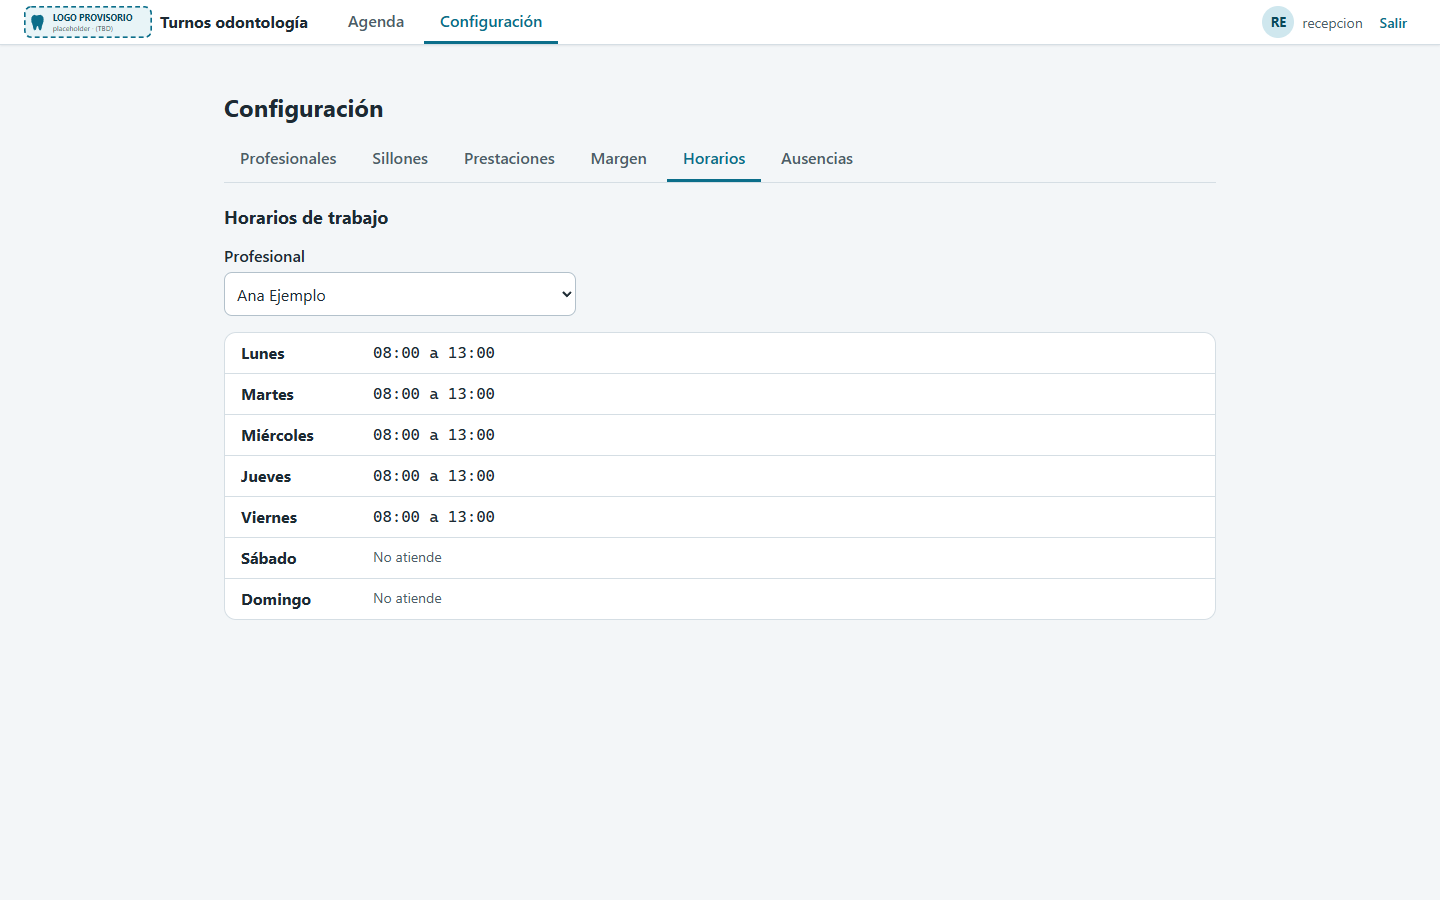 LOGO PROVISORIO
placeholder · (TBD)
Turnos odontología
Agenda
Configuración
RE
recepcion
Salir
Configuración
Profesionales
Sillones
Prestaciones
Margen
Horarios
Ausencias
Horarios de trabajo
Profesional
Ana Ejemplo
Lunes 08:00 a 13:00
Martes 08:00 a 13:00
Miércoles 08:00 a 13:00
Jueves 08:00 a 13:00
Viernes 08:00 a 13:00
Sábado No atiende
Domingo No atiende